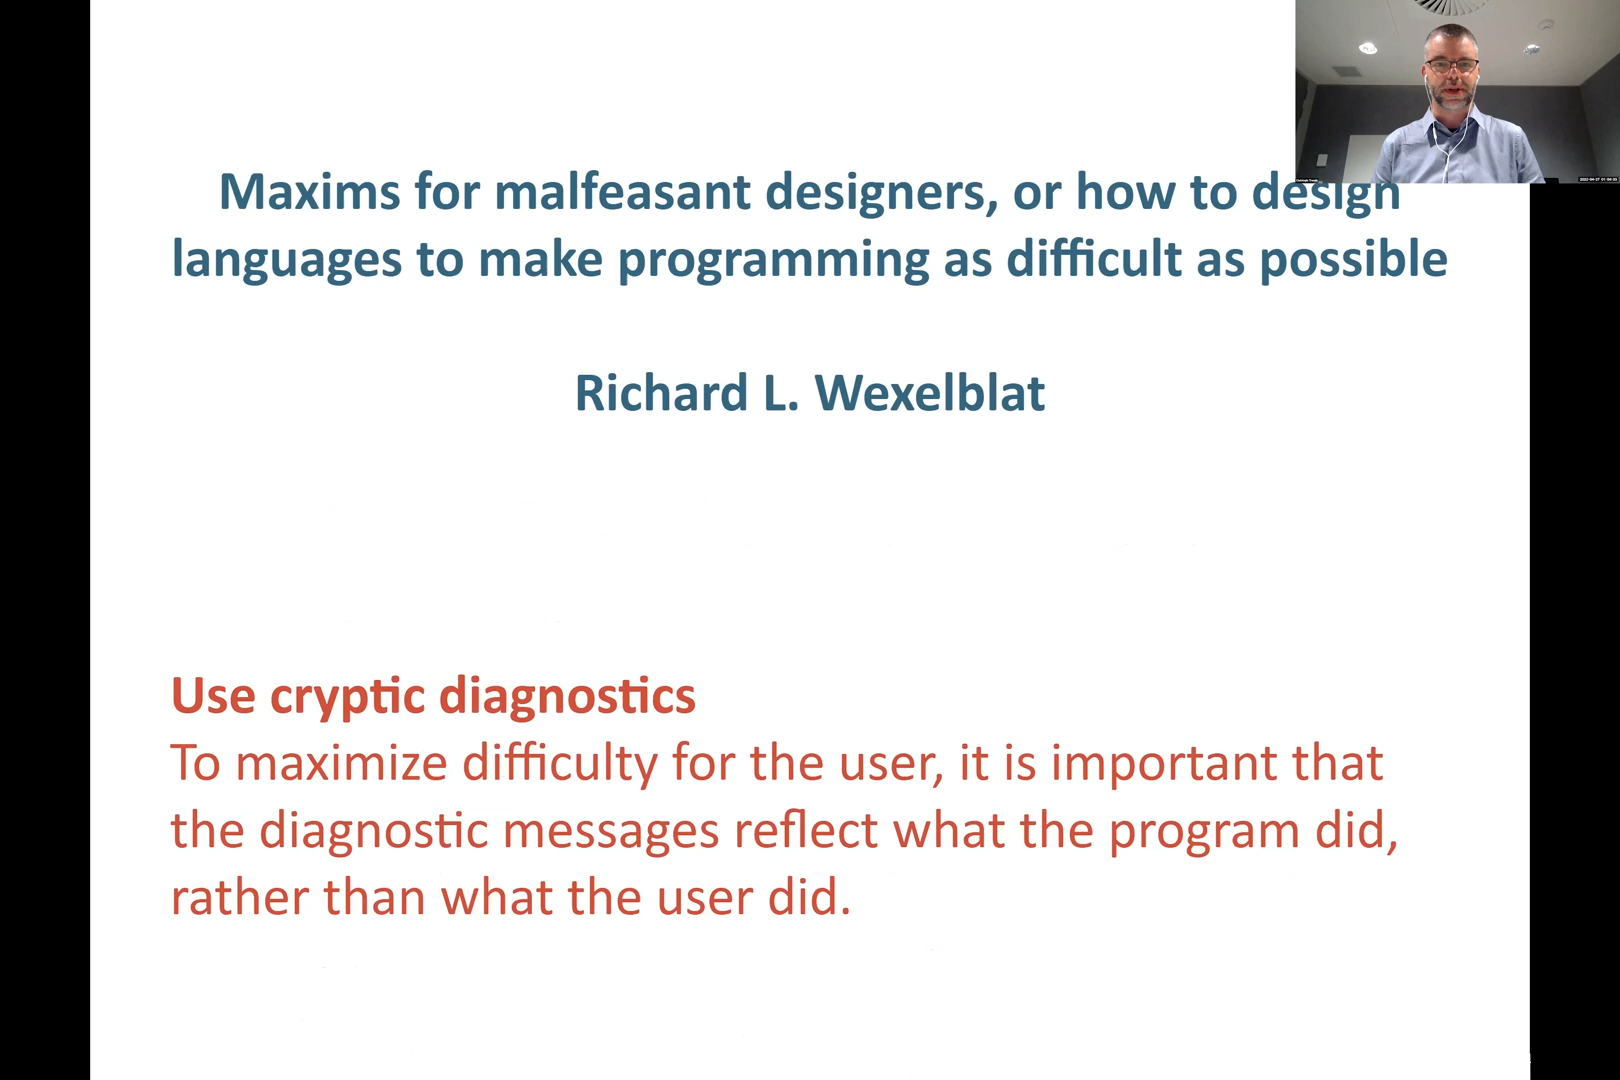 Maxims for malfeasant designers, or how to design
languages to make programming as difficult as possible
Richard L. Wexelblat
Use cryptic diagnostics
To maximize difficulty for the user, it is important that
the diagnostic messages reflect what the program did,
rather than what the user did.